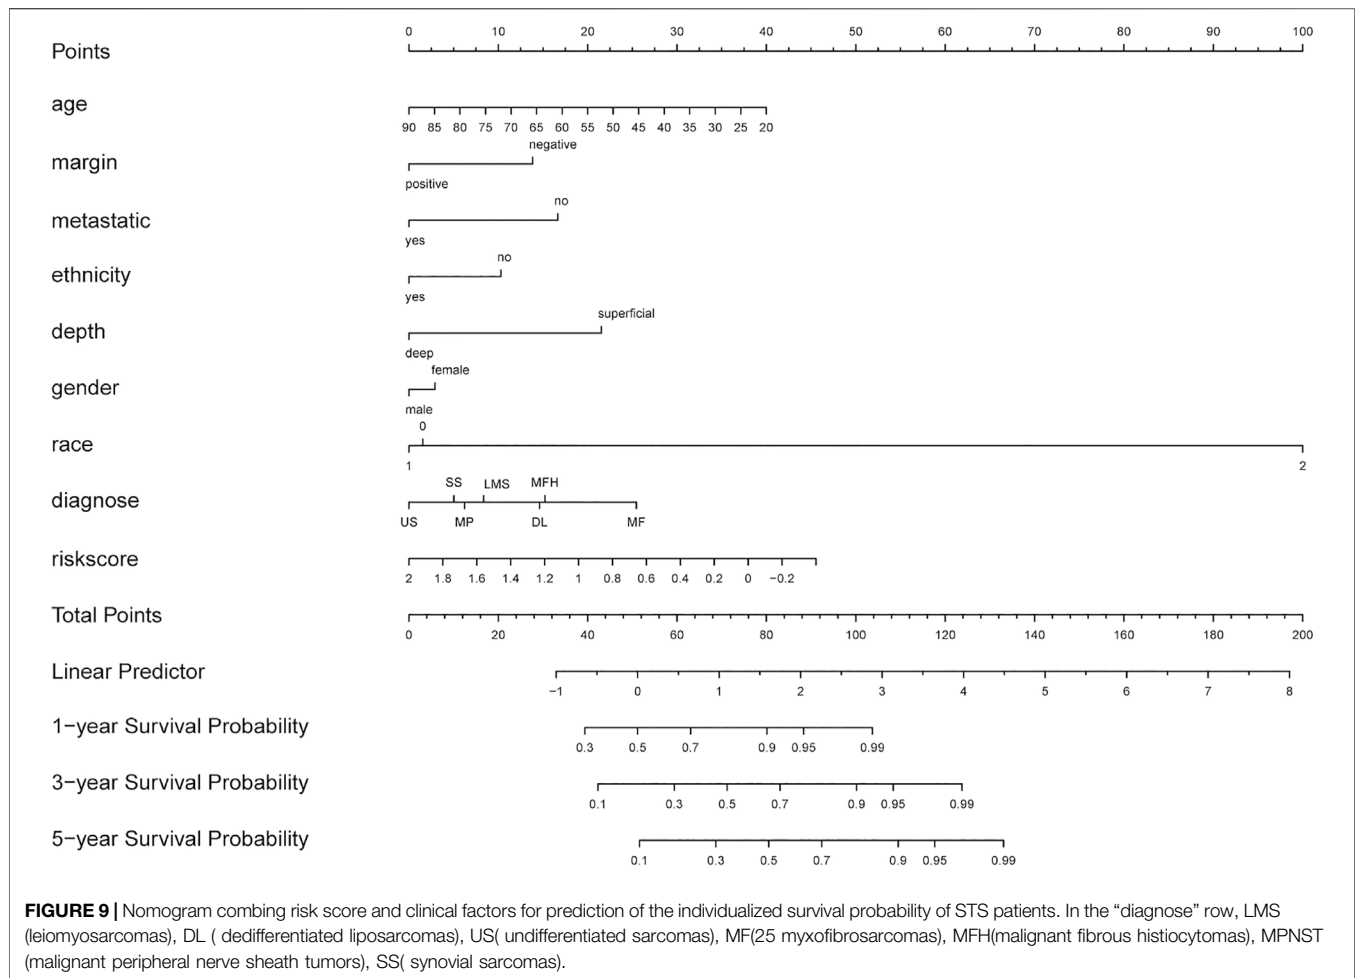 0 10 20 30 40 50 60 70 80 90 100
Points
age
90 85 80 75 70 65 60 55 50 45 40 35 30 25 20
negative
margin
positive
no
metastatic
yes
no
ethnicity
yes
superficial
depth
deep
female
gender
male
0
race
1 2
SS LMS MFH
diagnose
US MP DL MF
riskscore
2 1.8 1.6 1.4 1.2 1 0.8 0.6 0.4 0.2 0 −0.2
Total Points
0 20 40 60 80 100 120 140 160 180 200
Linear Predictor
−1 0 1 2 3 4 5 6 7 8
1−year Survival Probability
0.3 0.5 0.7 0.9 0.95 0.99
3−year Survival Probability
0.1 0.3 0.5 0.7 0.9 0.95 0.99
5−year Survival Probability
0.1 0.3 0.5 0.7 0.9 0.95 0.99
FIGURE 9 | Nomogram combing risk score and clinical factors for prediction of the individualized survival probability of STS patients. In the “diagnose” row, LMS
(leiomyosarcomas), DL ( dedifferentiated liposarcomas), US( undifferentiated sarcomas), MF(25 myxofibrosarcomas), MFH(malignant fibrous histiocytomas), MPNST
(malignant peripheral nerve sheath tumors), SS( synovial sarcomas).